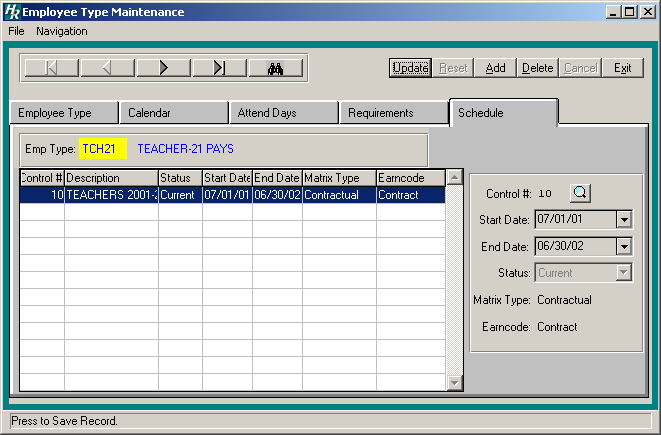 HR Employee Type Maintenance
File Navigation
Update Reset Add Delete Cancel Exit
Employee Type Calendar Attend Days Requirements Schedule
Emp Type: TCH21 TEACHER-21 PAYS
Control # Description Status Start Date End Date Matrix Type Earncode
10 TEACHERS 2001-2 Current 07/01/01 06/30/02 Contractual Contract
Control #: 10
Start Date: 07/01/01
End Date: 06/30/02
Status: Current
Matrix Type: Contractual
Earncode: Contract
Press to Save Record.